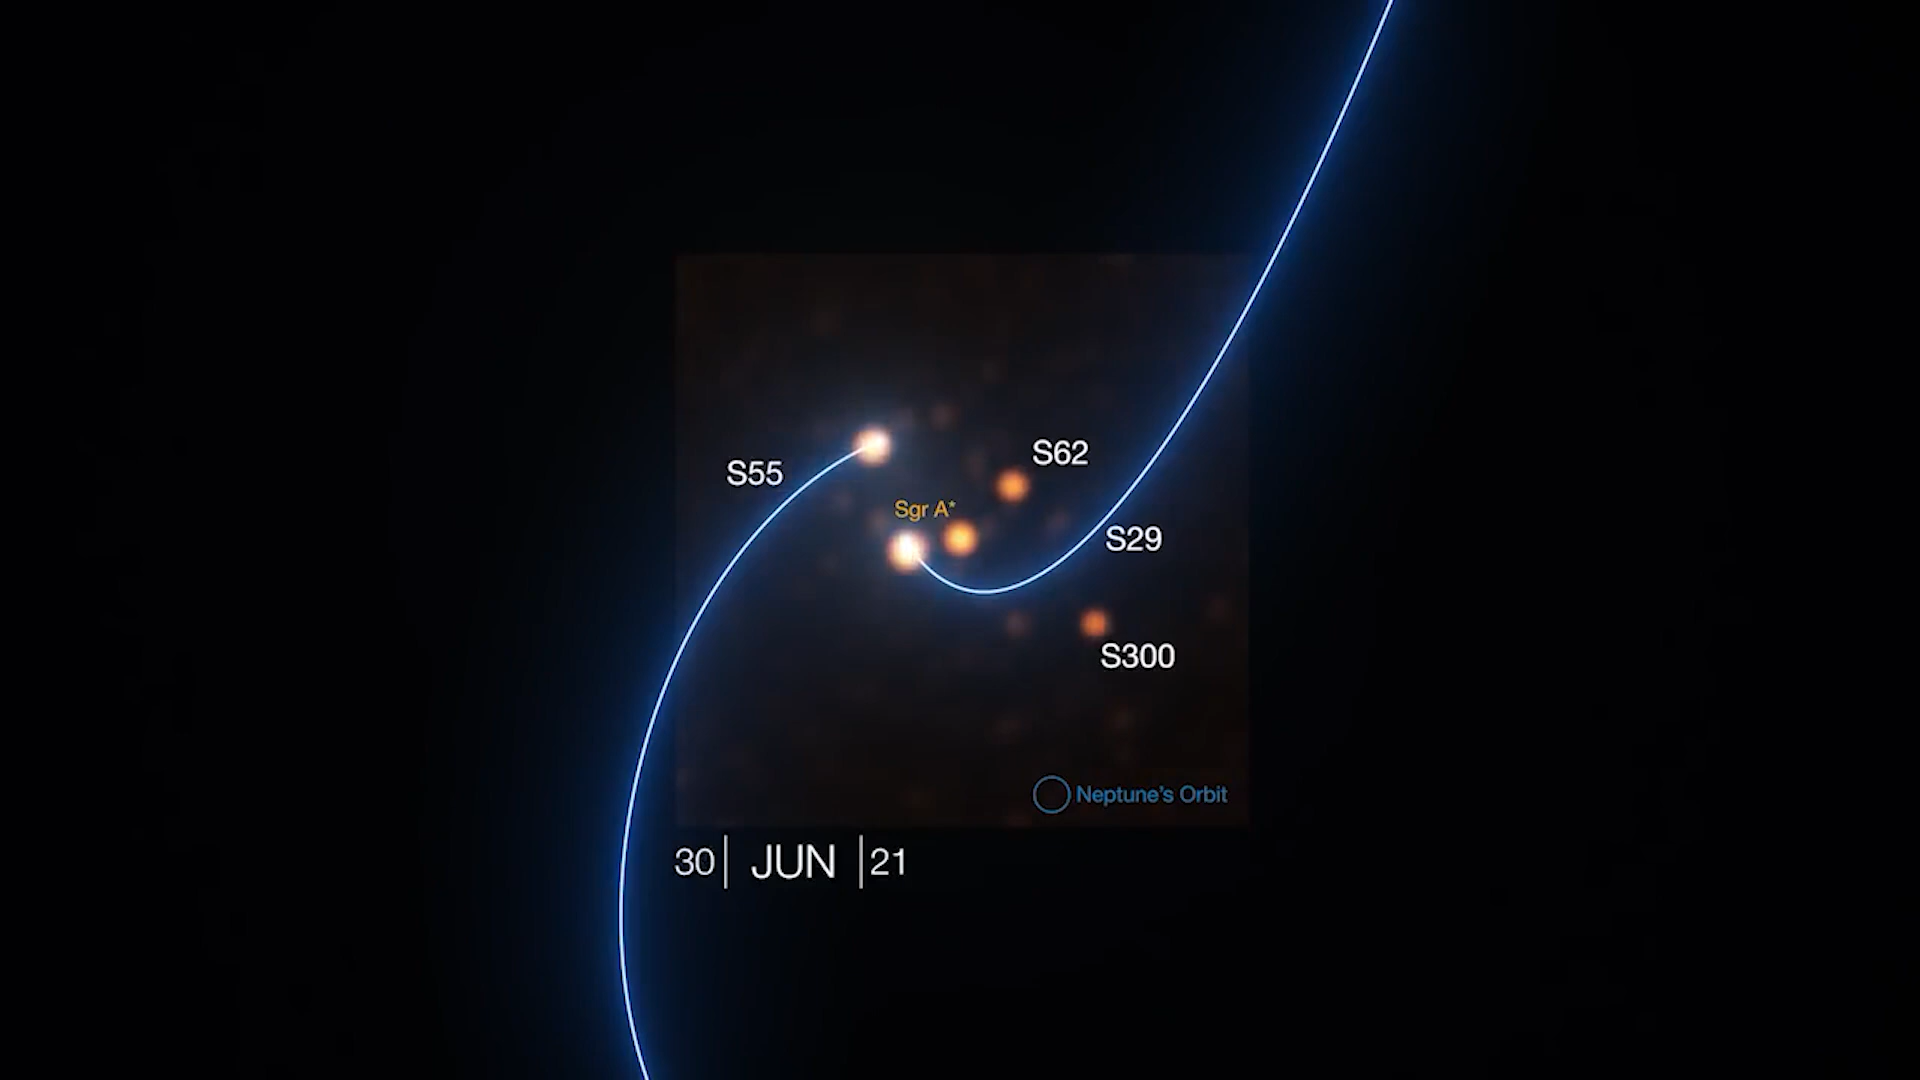 S62
S55
Sgr A*
S29
S300
Neptune's Orbit
30 | JUN | 21